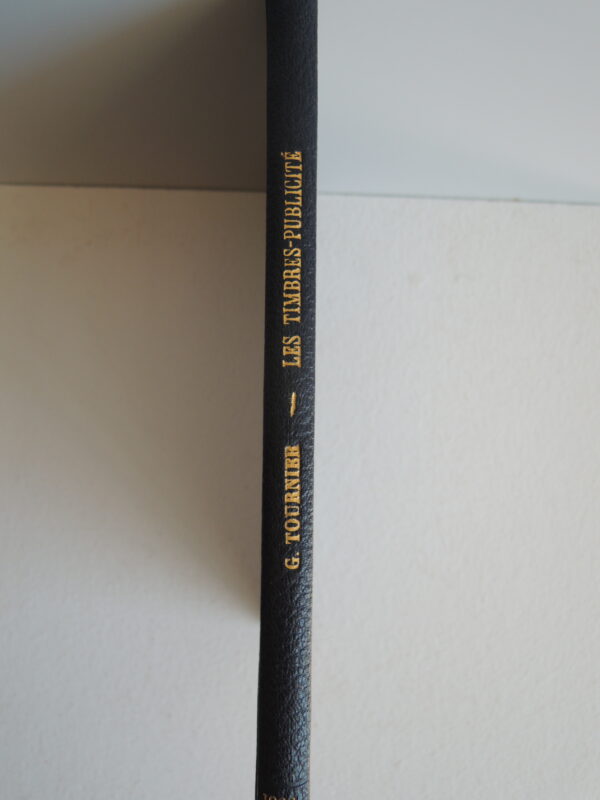 G. TOURNIER — LES TIMBRES-PUBLICITÉ